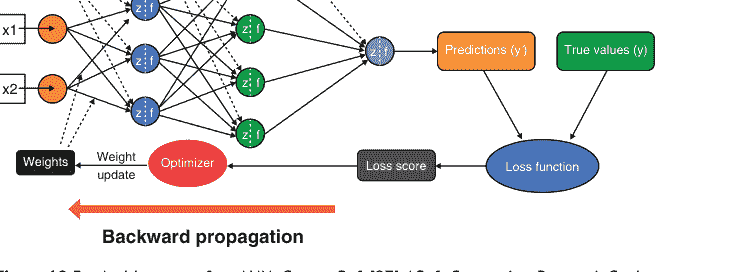 x1
z f
z f
z f
Predictions (y')
True values (y)
z f
x2
z f
z f
z f
Weights
Weight
update
Optimizer
Loss score
Loss function
Backward propagation